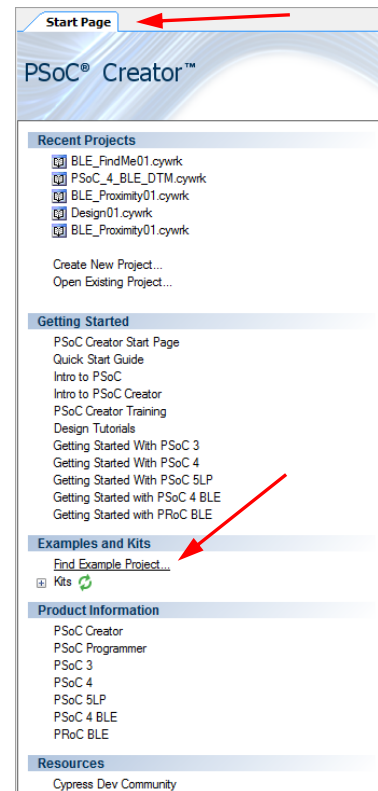 Start Page
PSoC® Creator™
Recent Projects
BLE_FindMe01.cywrk
PSoC_4_BLE_DTM.cywrk
BLE_Proximity01.cywrk
Design01.cywrk
BLE_Proximity01.cywrk
Create New Project...
Open Existing Project...
Getting Started
PSoC Creator Start Page
Quick Start Guide
Intro to PSoC
Intro to PSoC Creator
PSoC Creator Training
Design Tutorials
Getting Started With PSoC 3
Getting Started With PSoC 4
Getting Started With PSoC 5LP
Getting Started with PSoC 4 BLE
Getting Started with PRoC BLE
Examples and Kits
Find Example Project...
Kits
Product Information
PSoC Creator
PSoC Programmer
PSoC 3
PSoC 4
PSoC 5LP
PSoC 4 BLE
PRoC BLE
Resources
Cypress Dev Community